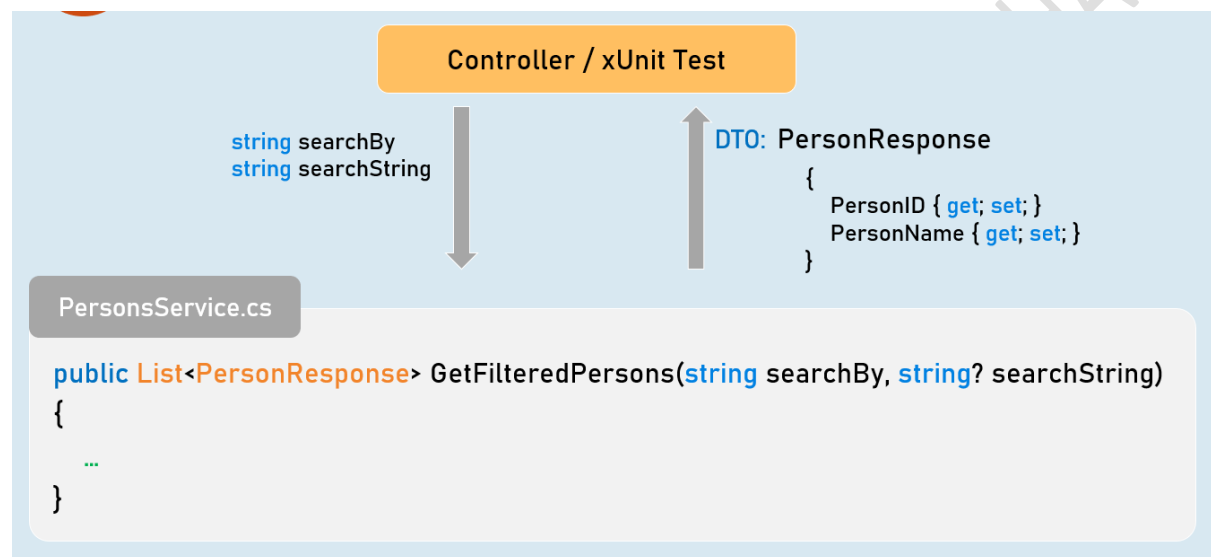 Controller / xUnit Test
string searchBy
string searchString
DTO: PersonResponse
{
PersonID { get; set; }
PersonName { get; set; }
}
PersonsService.cs
public List<PersonResponse> GetFilteredPersons(string searchBy, string? searchString)
{
...
}